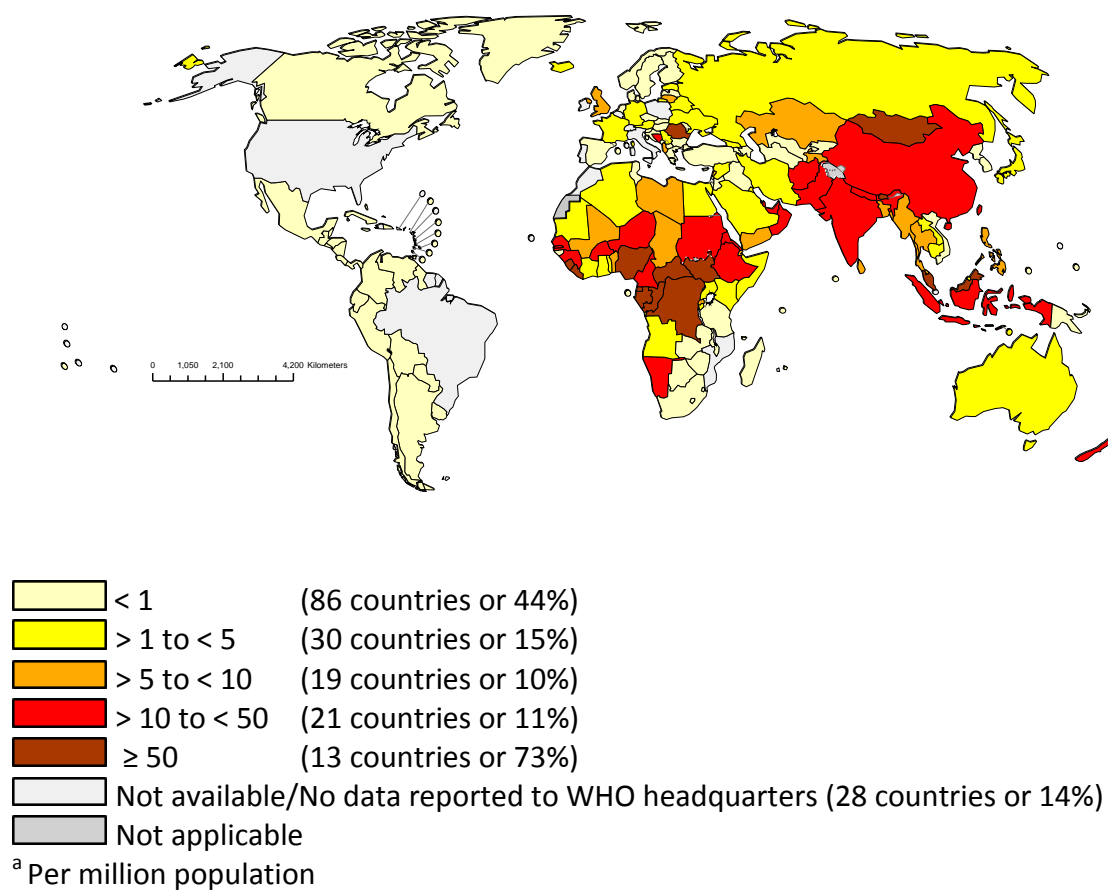 0 1,050 2,100 4,200 Kilometers
< 1 (86 countries or 44%)
> 1 to < 5 (30 countries or 15%)
> 5 to < 10 (19 countries or 10%)
> 10 to < 50 (21 countries or 11%)
≥ 50 (13 countries or 73%)
Not available/No data reported to WHO headquarters (28 countries or 14%)
Not applicable
a Per million population